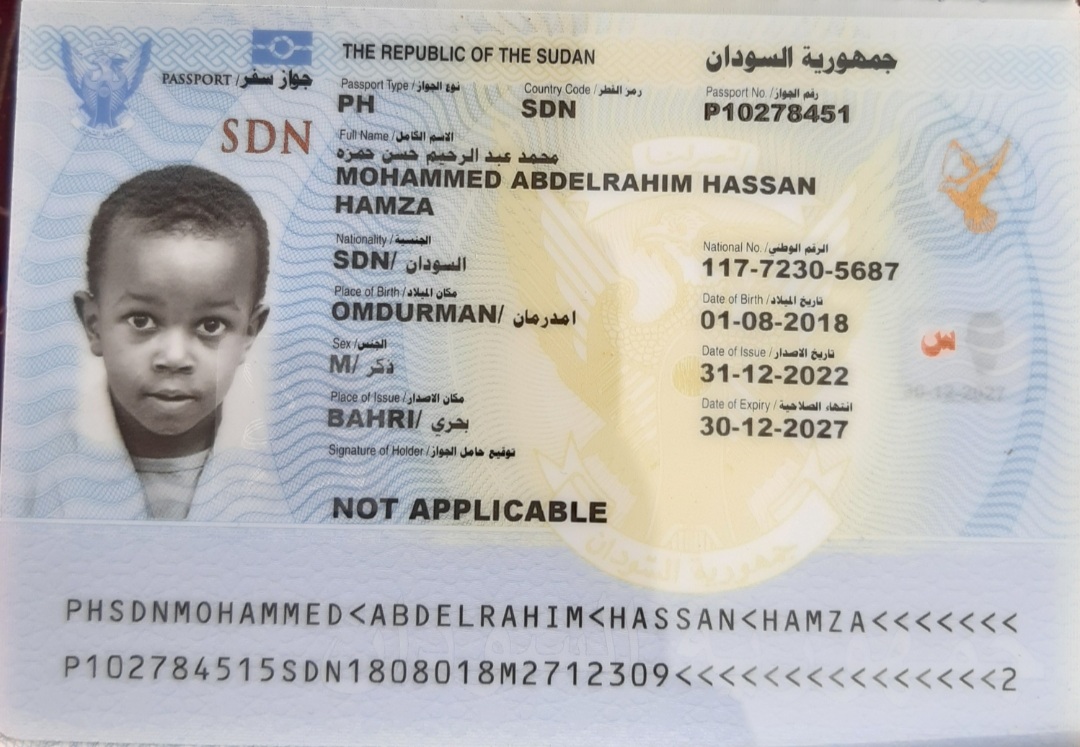 THE REPUBLIC OF THE SUDAN جمهورية السودان
PASSPORT / جواز سفر
Passport Type / نوع الجواز Country Code / رمز القطر Passport No. / رقم الجواز
PH SDN P10278451
SDN
Full Name / الاسم الكامل
محمد عبد الرحيم حسن حمزه
MOHAMMED ABDELRAHIM HASSAN
HAMZA
Nationality / الجنسية National No. / الرقم الوطني
SDN/ السودان 117-7230-5687
Place of Birth / مكان الميلاد Date of Birth / تاريخ الميلاد
OMDURMAN/ امدرمان 01-08-2018
Sex / الجنس Date of Issue / تاريخ الاصدار
M/ ذكر 31-12-2022
Place of Issue / مكان الاصدار Date of Expiry / انتهاء الصلاحية
BAHRI/ بحري 30-12-2027
س
30-12-2027
Signature of Holder / توقيع حامل الجواز
NOT APPLICABLE
جمهورية السودان
PHSDNMOHAMMED<ABDELRAHIM<HASSAN<HAMZA<<<<<<<
P102784515SDN1808018M2712309<<<<<<<<<<<<<<<2